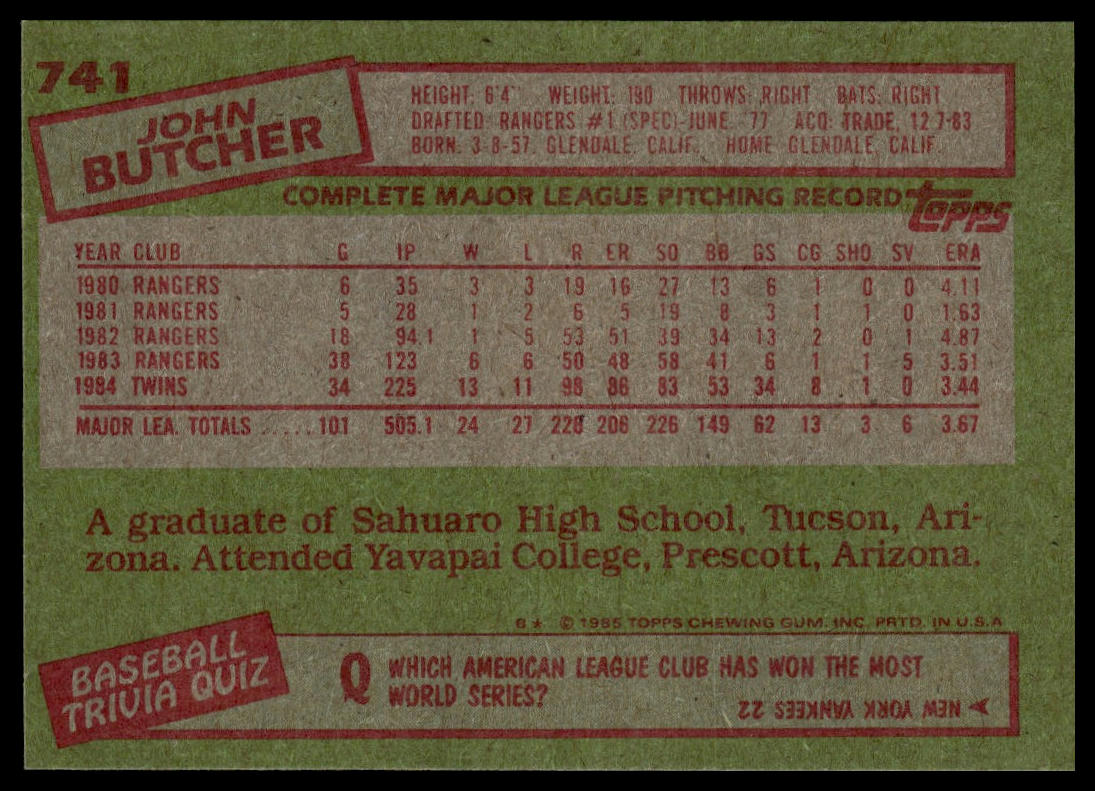 741
JOHN
BUTCHER
HEIGHT: 6'4" WEIGHT: 190 THROWS: RIGHT BATS: RIGHT
DRAFTED: RANGERS #1 (SPEC)-JUNE, '77 ACQ: TRADE, 12-7-83
BORN: 3-8-57, GLENDALE, CALIF. HOME: GLENDALE, CALIF.
COMPLETE MAJOR LEAGUE PITCHING RECORD
topps
YEAR CLUB G IP W L R ER SO BB GS CG SHO SV ERA
1980 RANGERS 6 35 3 3 19 16 27 13 6 1 0 0 4.11
1981 RANGERS 5 28 1 2 6 5 19 8 3 1 1 0 1.63
1982 RANGERS 18 94.1 1 5 53 51 39 34 13 2 0 1 4.87
1983 RANGERS 38 123 6 6 50 48 58 41 6 1 1 5 3.51
1984 TWINS 34 225 13 11 98 86 83 53 34 8 1 0 3.44
MAJOR LEA. TOTALS ..... 101 505.1 24 27 226 206 226 149 62 13 3 6 3.67
A graduate of Sahuaro High School, Tucson, Ari-
zona. Attended Yavapai College, Prescott, Arizona.
6* © 1985 TOPPS CHEWING GUM, INC. PRTD. IN U.S.A
BASEBALL
TRIVIA QUIZ
Q WHICH AMERICAN LEAGUE CLUB HAS WON THE MOST
WORLD SERIES?
NEW YORK YANKEES 22